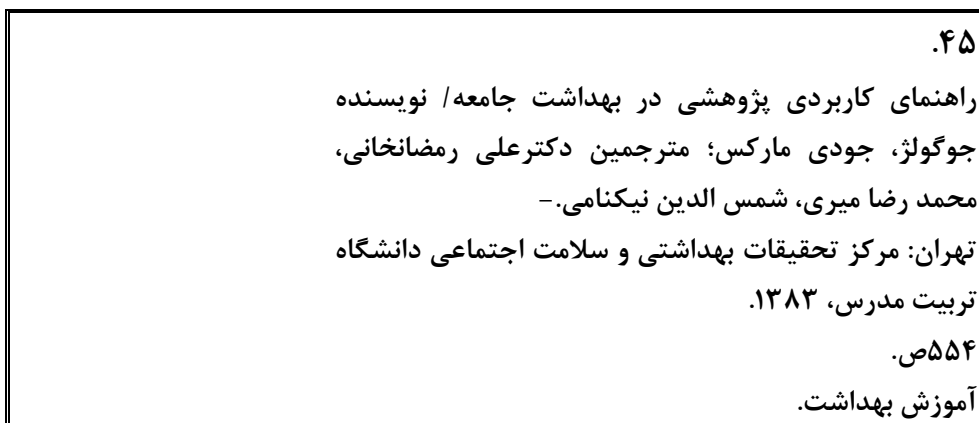 ۴۵.
راهنمای کاربردی پژوهشی در بهداشت جامعه/ نویسنده
جوگولژ، جودی مارکس؛ مترجمین دکترعلی رمضانخانی،
محمد رضا میری، شمس الدین نیکنامی.-
تهران: مرکز تحقیقات بهداشتی و سلامت اجتماعی دانشگاه
تربیت مدرس، ۱۳۸۳.
۵۵۴ص.
آموزش بهداشت.